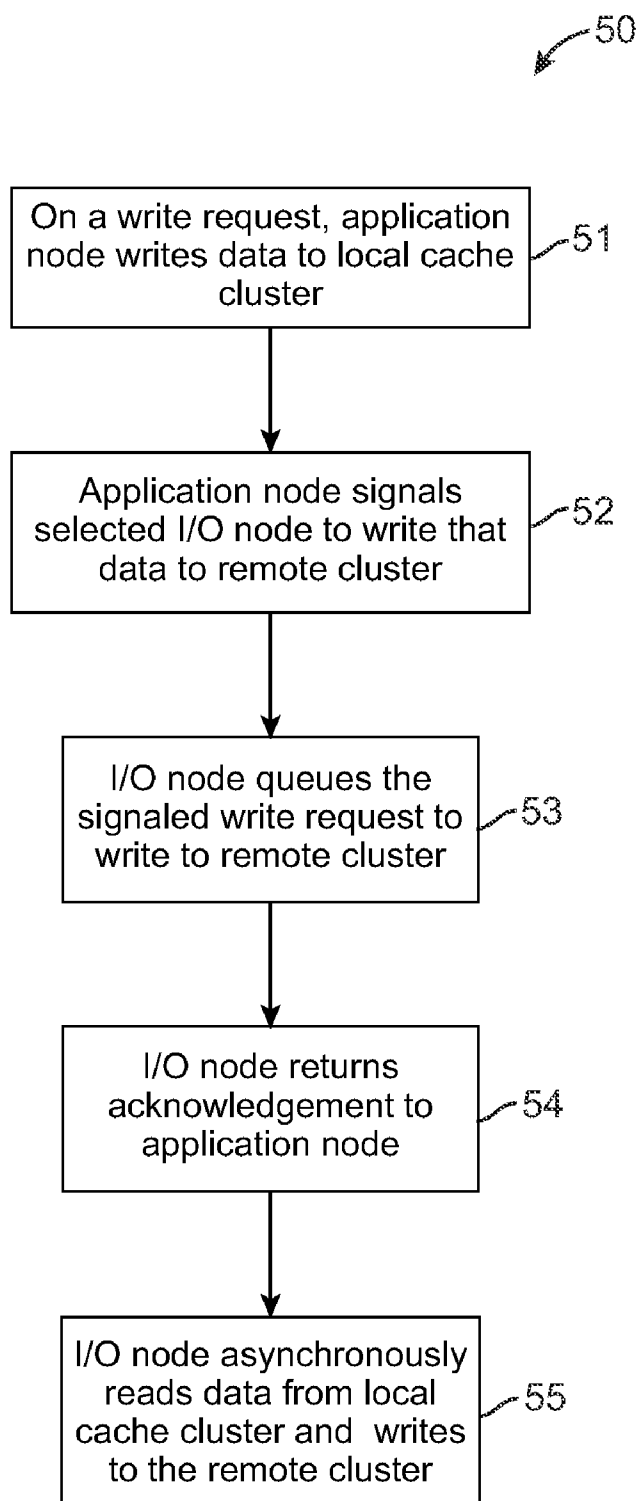 50
On a write request, application
node writes data to local cache
cluster
51
Application node signals
selected I/O node to write that
data to remote cluster
52
I/O node queues the
signaled write request to
write to remote cluster
53
I/O node returns
acknowledgement to
application node
54
I/O node asynchronously
reads data from local
cache cluster and writes
to the remote cluster
55